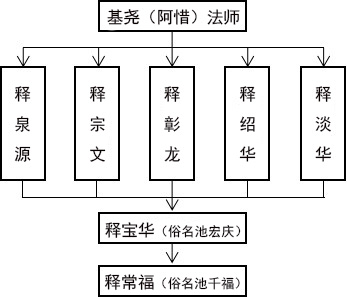 基尧（阿惜）法师
释泉源
释宗文
释彰龙
释绍华
释淡华
释宝华（俗名池宏庆）
释常福（俗名池千福）